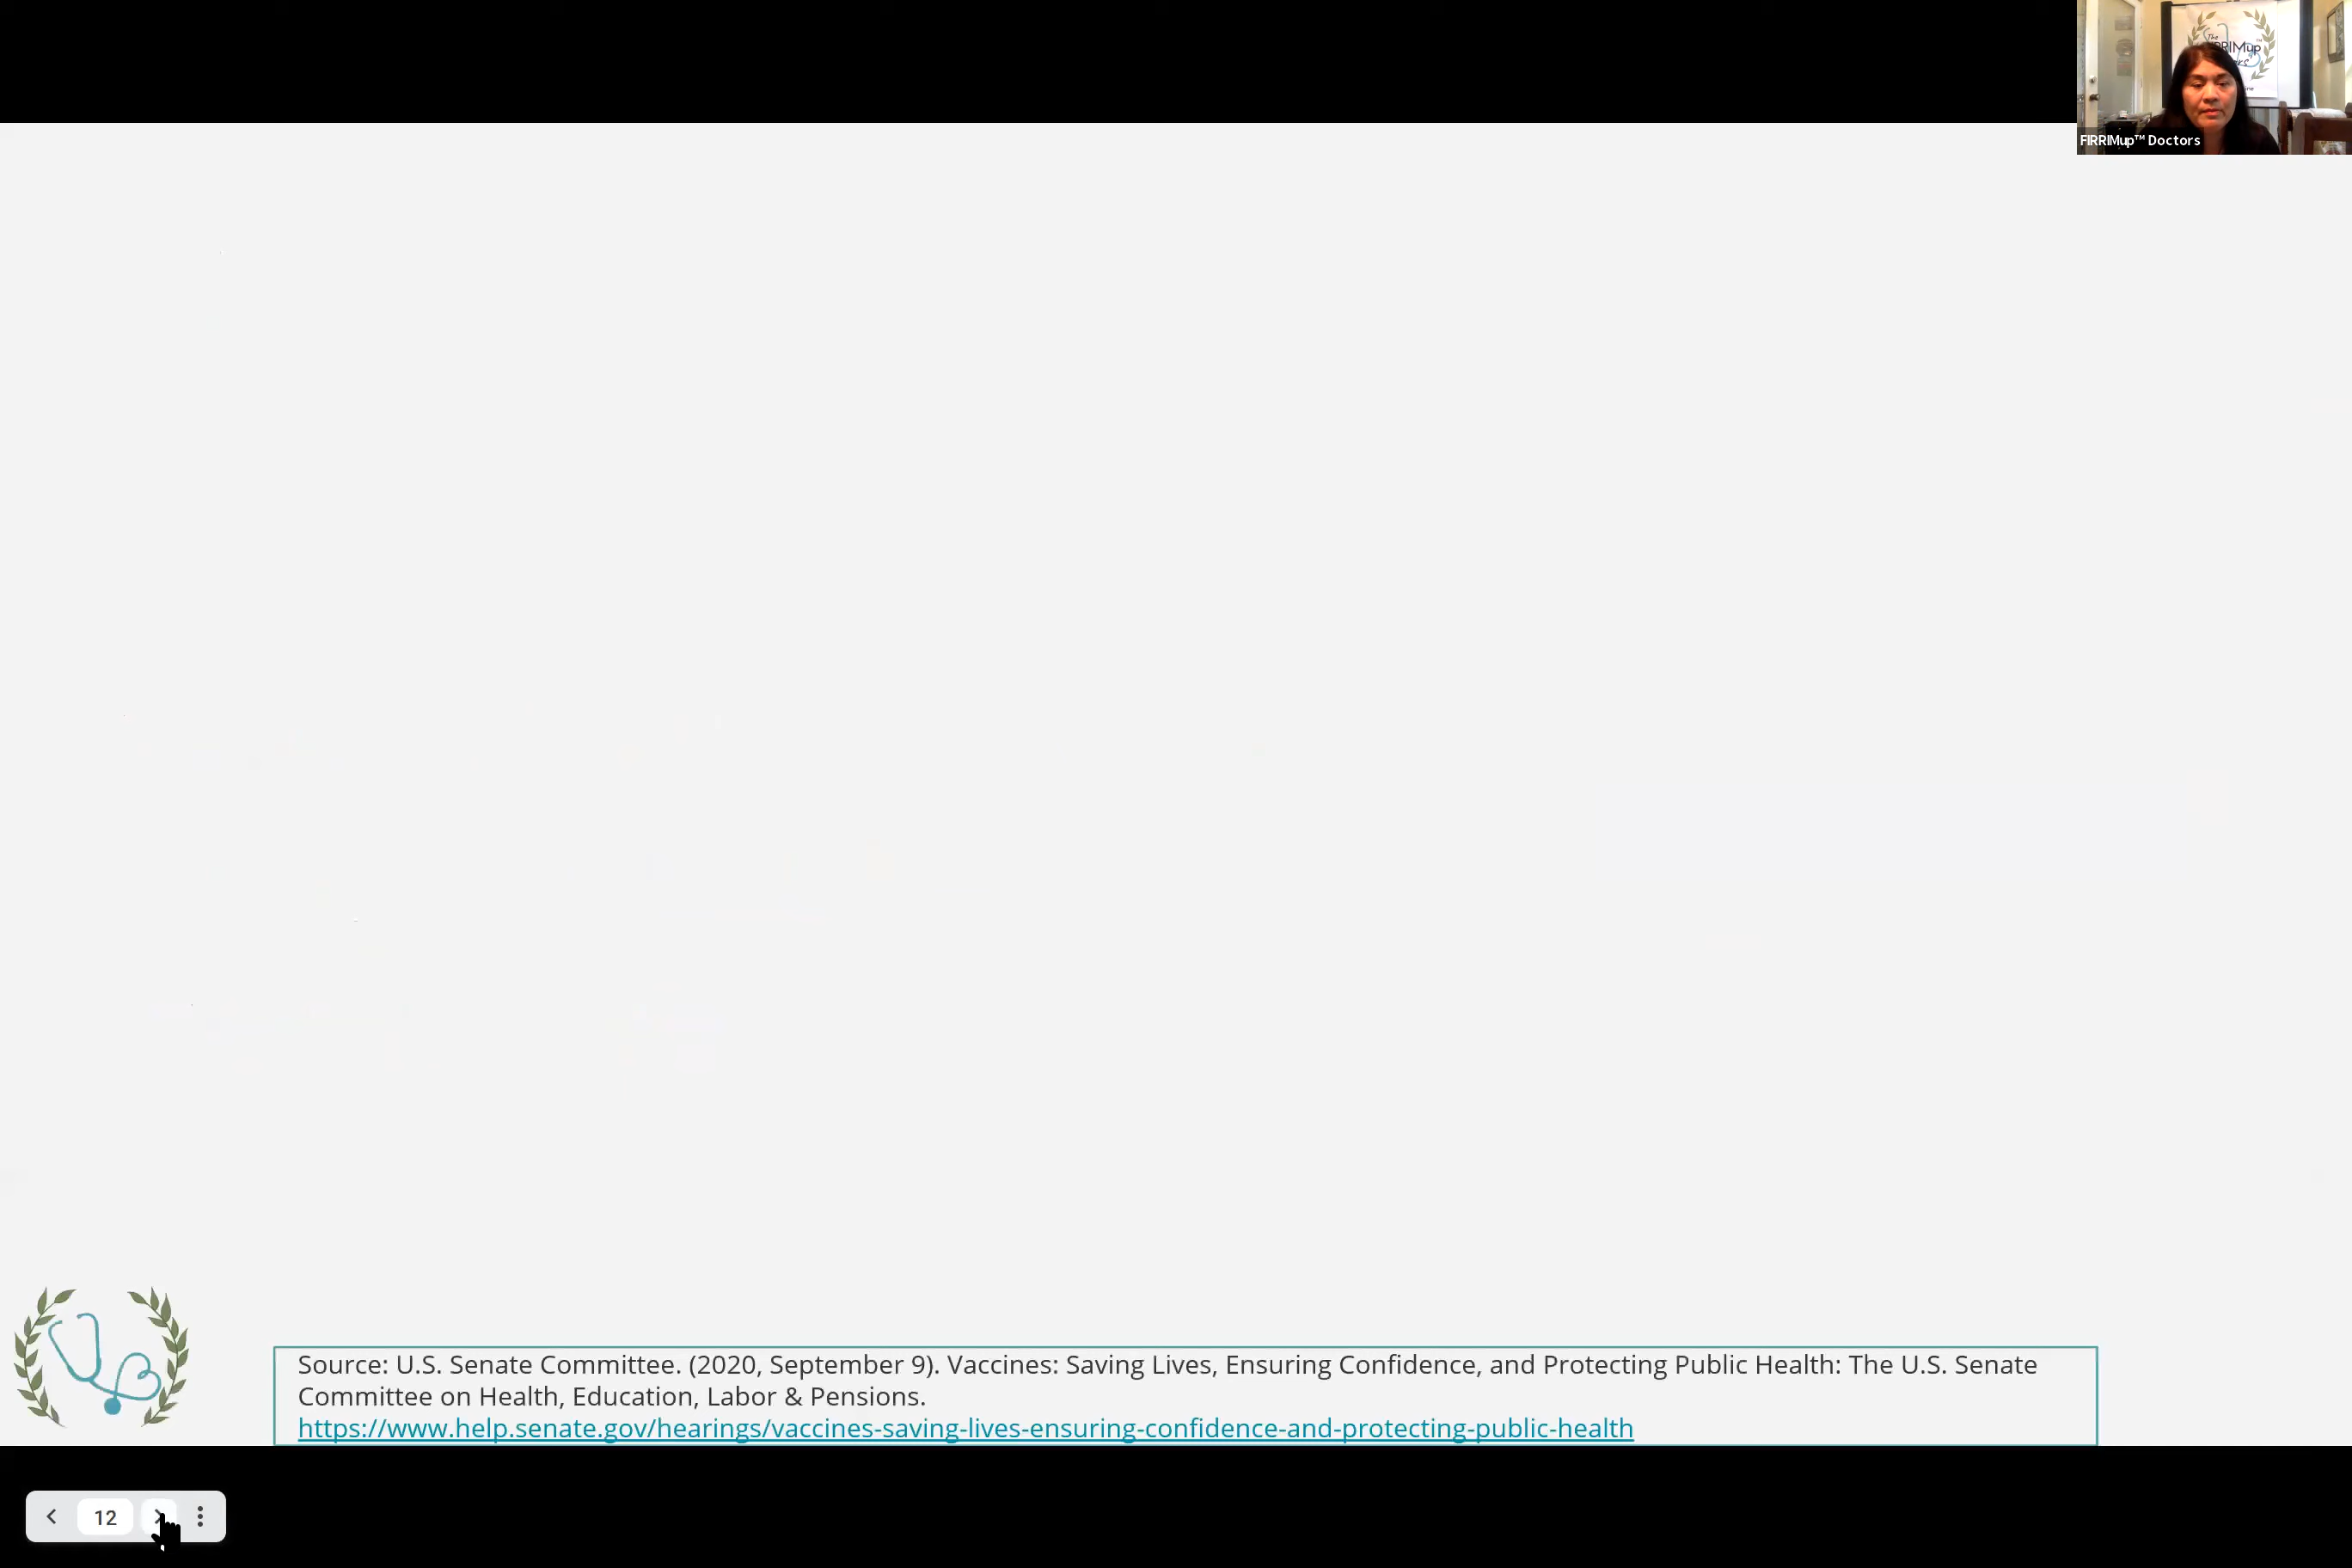 The
RRIMup™
FIRRIMup™ Doctors
Source: U.S. Senate Committee. (2020, September 9). Vaccines: Saving Lives, Ensuring Confidence, and Protecting Public Health: The U.S. Senate
Committee on Health, Education, Labor & Pensions.
https://www.help.senate.gov/hearings/vaccines-saving-lives-ensuring-confidence-and-protecting-public-health
12